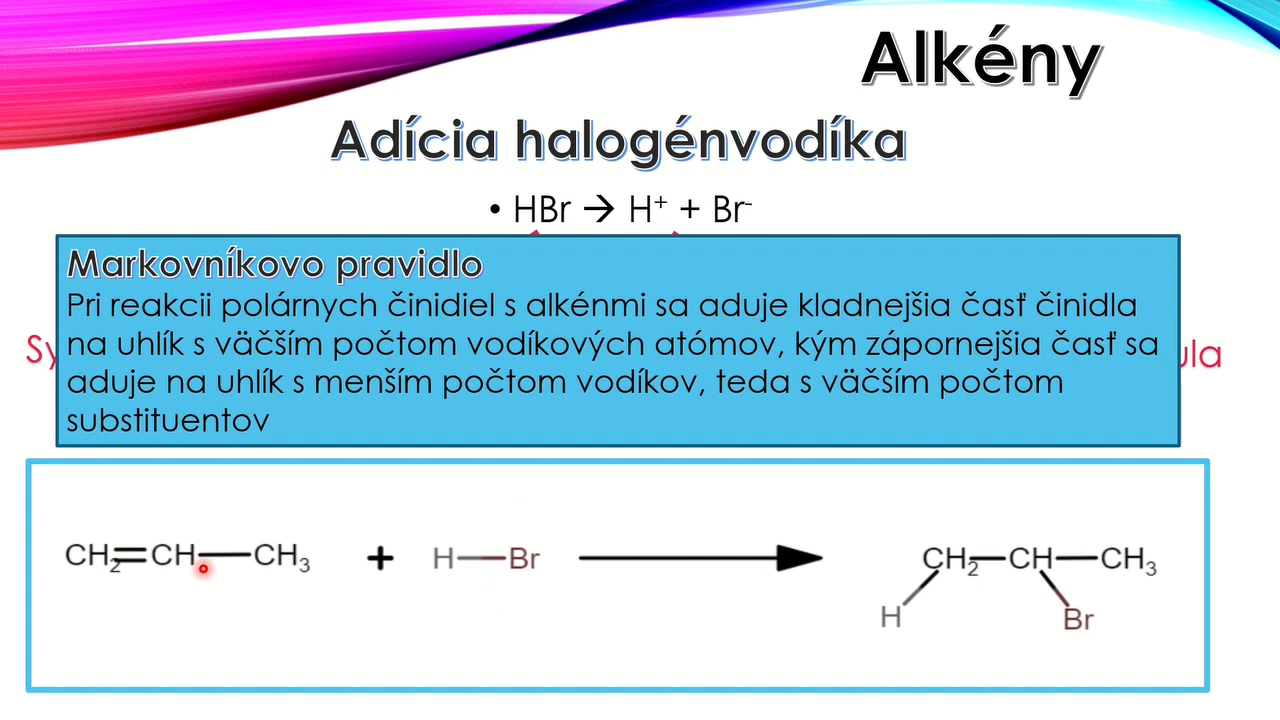 Alkény
Adícia halogénvodíka
• HBr → H⁺ + Br⁻
Markovníkovo pravidlo
Pri reakcii polárnych činidiel s alkénmi sa aduje kladnejšia časť činidla
na uhlík s väčším počtom vodíkových atómov, kým zápornejšia časť sa
aduje na uhlík s menším počtom vodíkov, teda s väčším počtom
substituentov
CH₂=CH—CH₃ + H—Br → CH₂—CH—CH₃
H Br